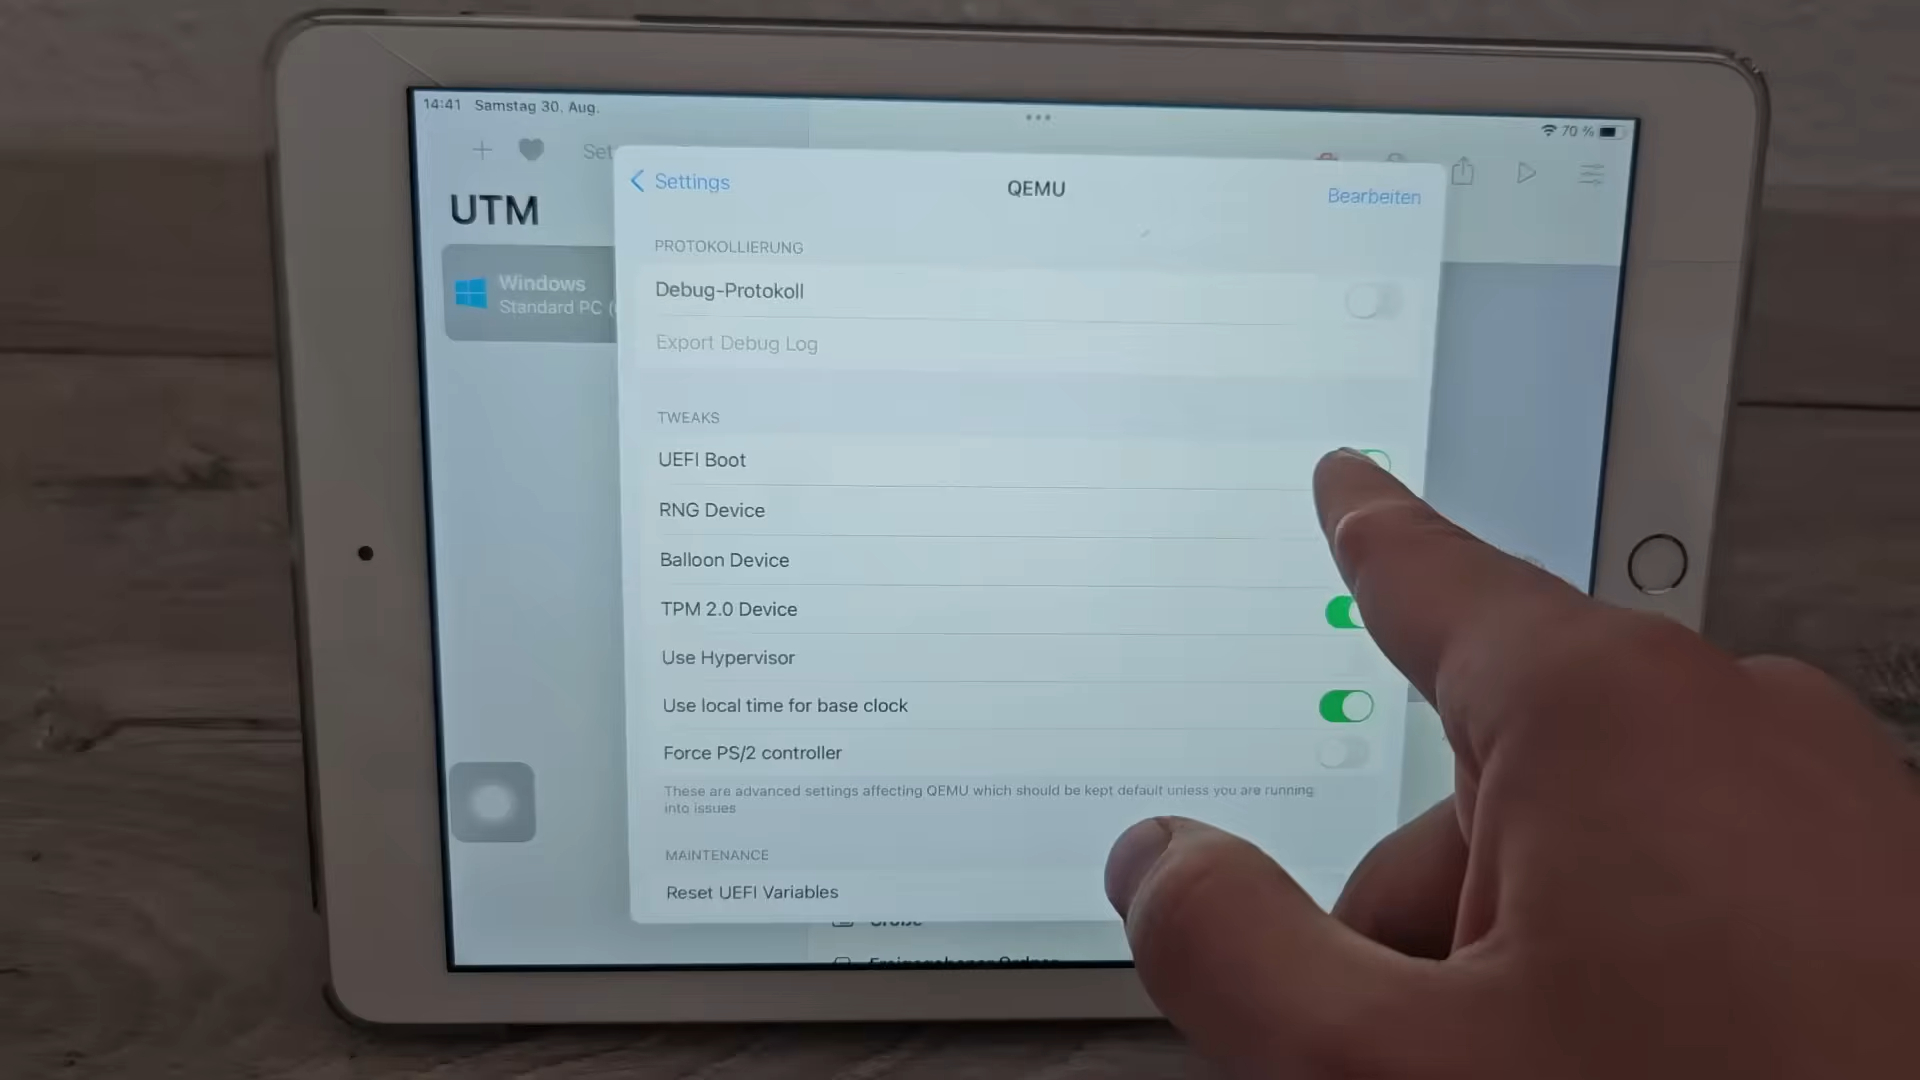 14:41 Samstag 30. Aug.
70 %
UTM
Settings
QEMU
Bearbeiten
Windows
Standard PC (
PROTOKOLLIERUNG
Debug-Protokoll
Export Debug Log
TWEAKS
UEFI Boot
RNG Device
Balloon Device
TPM 2.0 Device
Use Hypervisor
Use local time for base clock
Force PS/2 controller
These are advanced settings affecting QEMU which should be kept default unless you are running
into issues
MAINTENANCE
Reset UEFI Variables